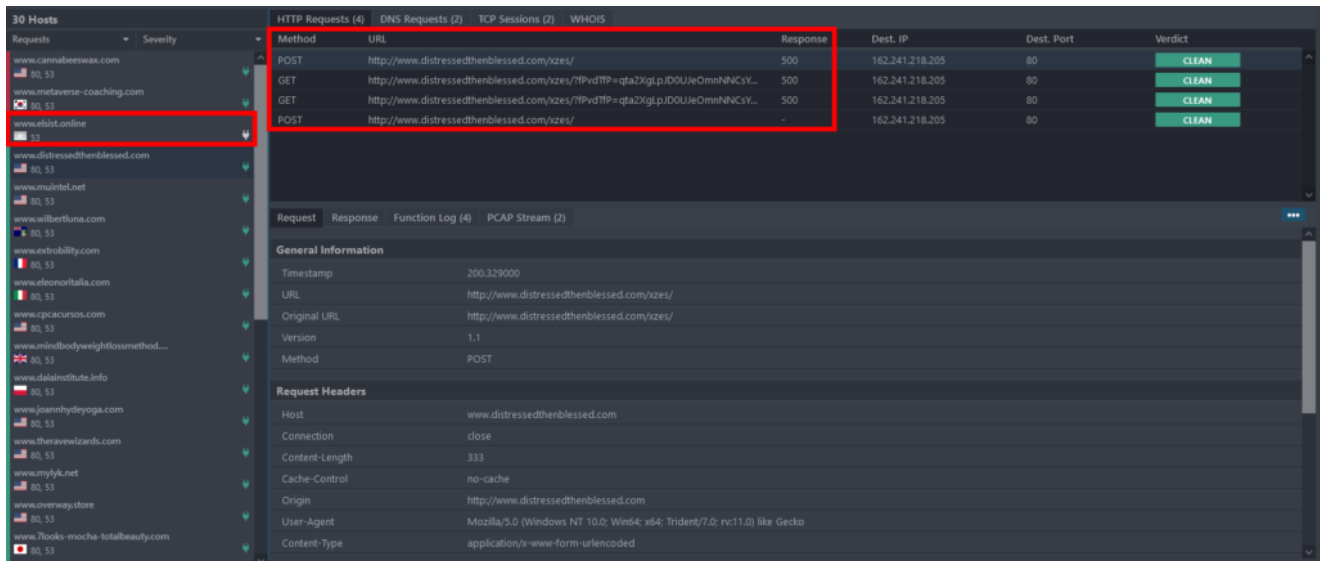 30 Hosts
Requests Severity
www.cannabeeswax.com
80, 53
www.metaverse-coaching.com
80, 53
www.elsist.online
53
www.distressedthenblessed.com
80, 53
www.muintel.net
80, 53
www.wilbertluna.com
80, 53
www.extrobility.com
80, 53
www.eleonoritalia.com
80, 53
www.cpcacursos.com
80, 53
www.mindbodyweightlossmethod....
80, 53
www.dalainstitute.info
80, 53
www.joannhydeyoga.com
80, 53
www.theravewizards.com
80, 53
www.mylyk.net
80, 53
www.overway.store
80, 53
www.7looks-mocha-totalbeauty.com
80, 53
HTTP Requests (4) DNS Requests (2) TCP Sessions (2) WHOIS
Method URL Response Dest. IP Dest. Port Verdict
POST http://www.distressedthenblessed.com/xzes/ 500 162.241.218.205 80 CLEAN
GET http://www.distressedthenblessed.com/xzes/?fPvdTfP=qta2XgLpJD0UJeOmnNNCsY... 500 162.241.218.205 80 CLEAN
GET http://www.distressedthenblessed.com/xzes/?fPvdTfP=qta2XgLpJD0UJeOmnNNCsY... 500 162.241.218.205 80 CLEAN
POST http://www.distressedthenblessed.com/xzes/ - 162.241.218.205 80 CLEAN
Request Response Function Log (4) PCAP Stream (2)
General Information
Timestamp 200.329000
URL http://www.distressedthenblessed.com/xzes/
Original URL http://www.distressedthenblessed.com/xzes/
Version 1.1
Method POST
Request Headers
Host www.distressedthenblessed.com
Connection close
Content-Length 333
Cache-Control no-cache
Origin http://www.distressedthenblessed.com
User-Agent Mozilla/5.0 (Windows NT 10.0; Win64; x64; Trident/7.0; rv:11.0) like Gecko
Content-Type application/x-www-form-urlencoded